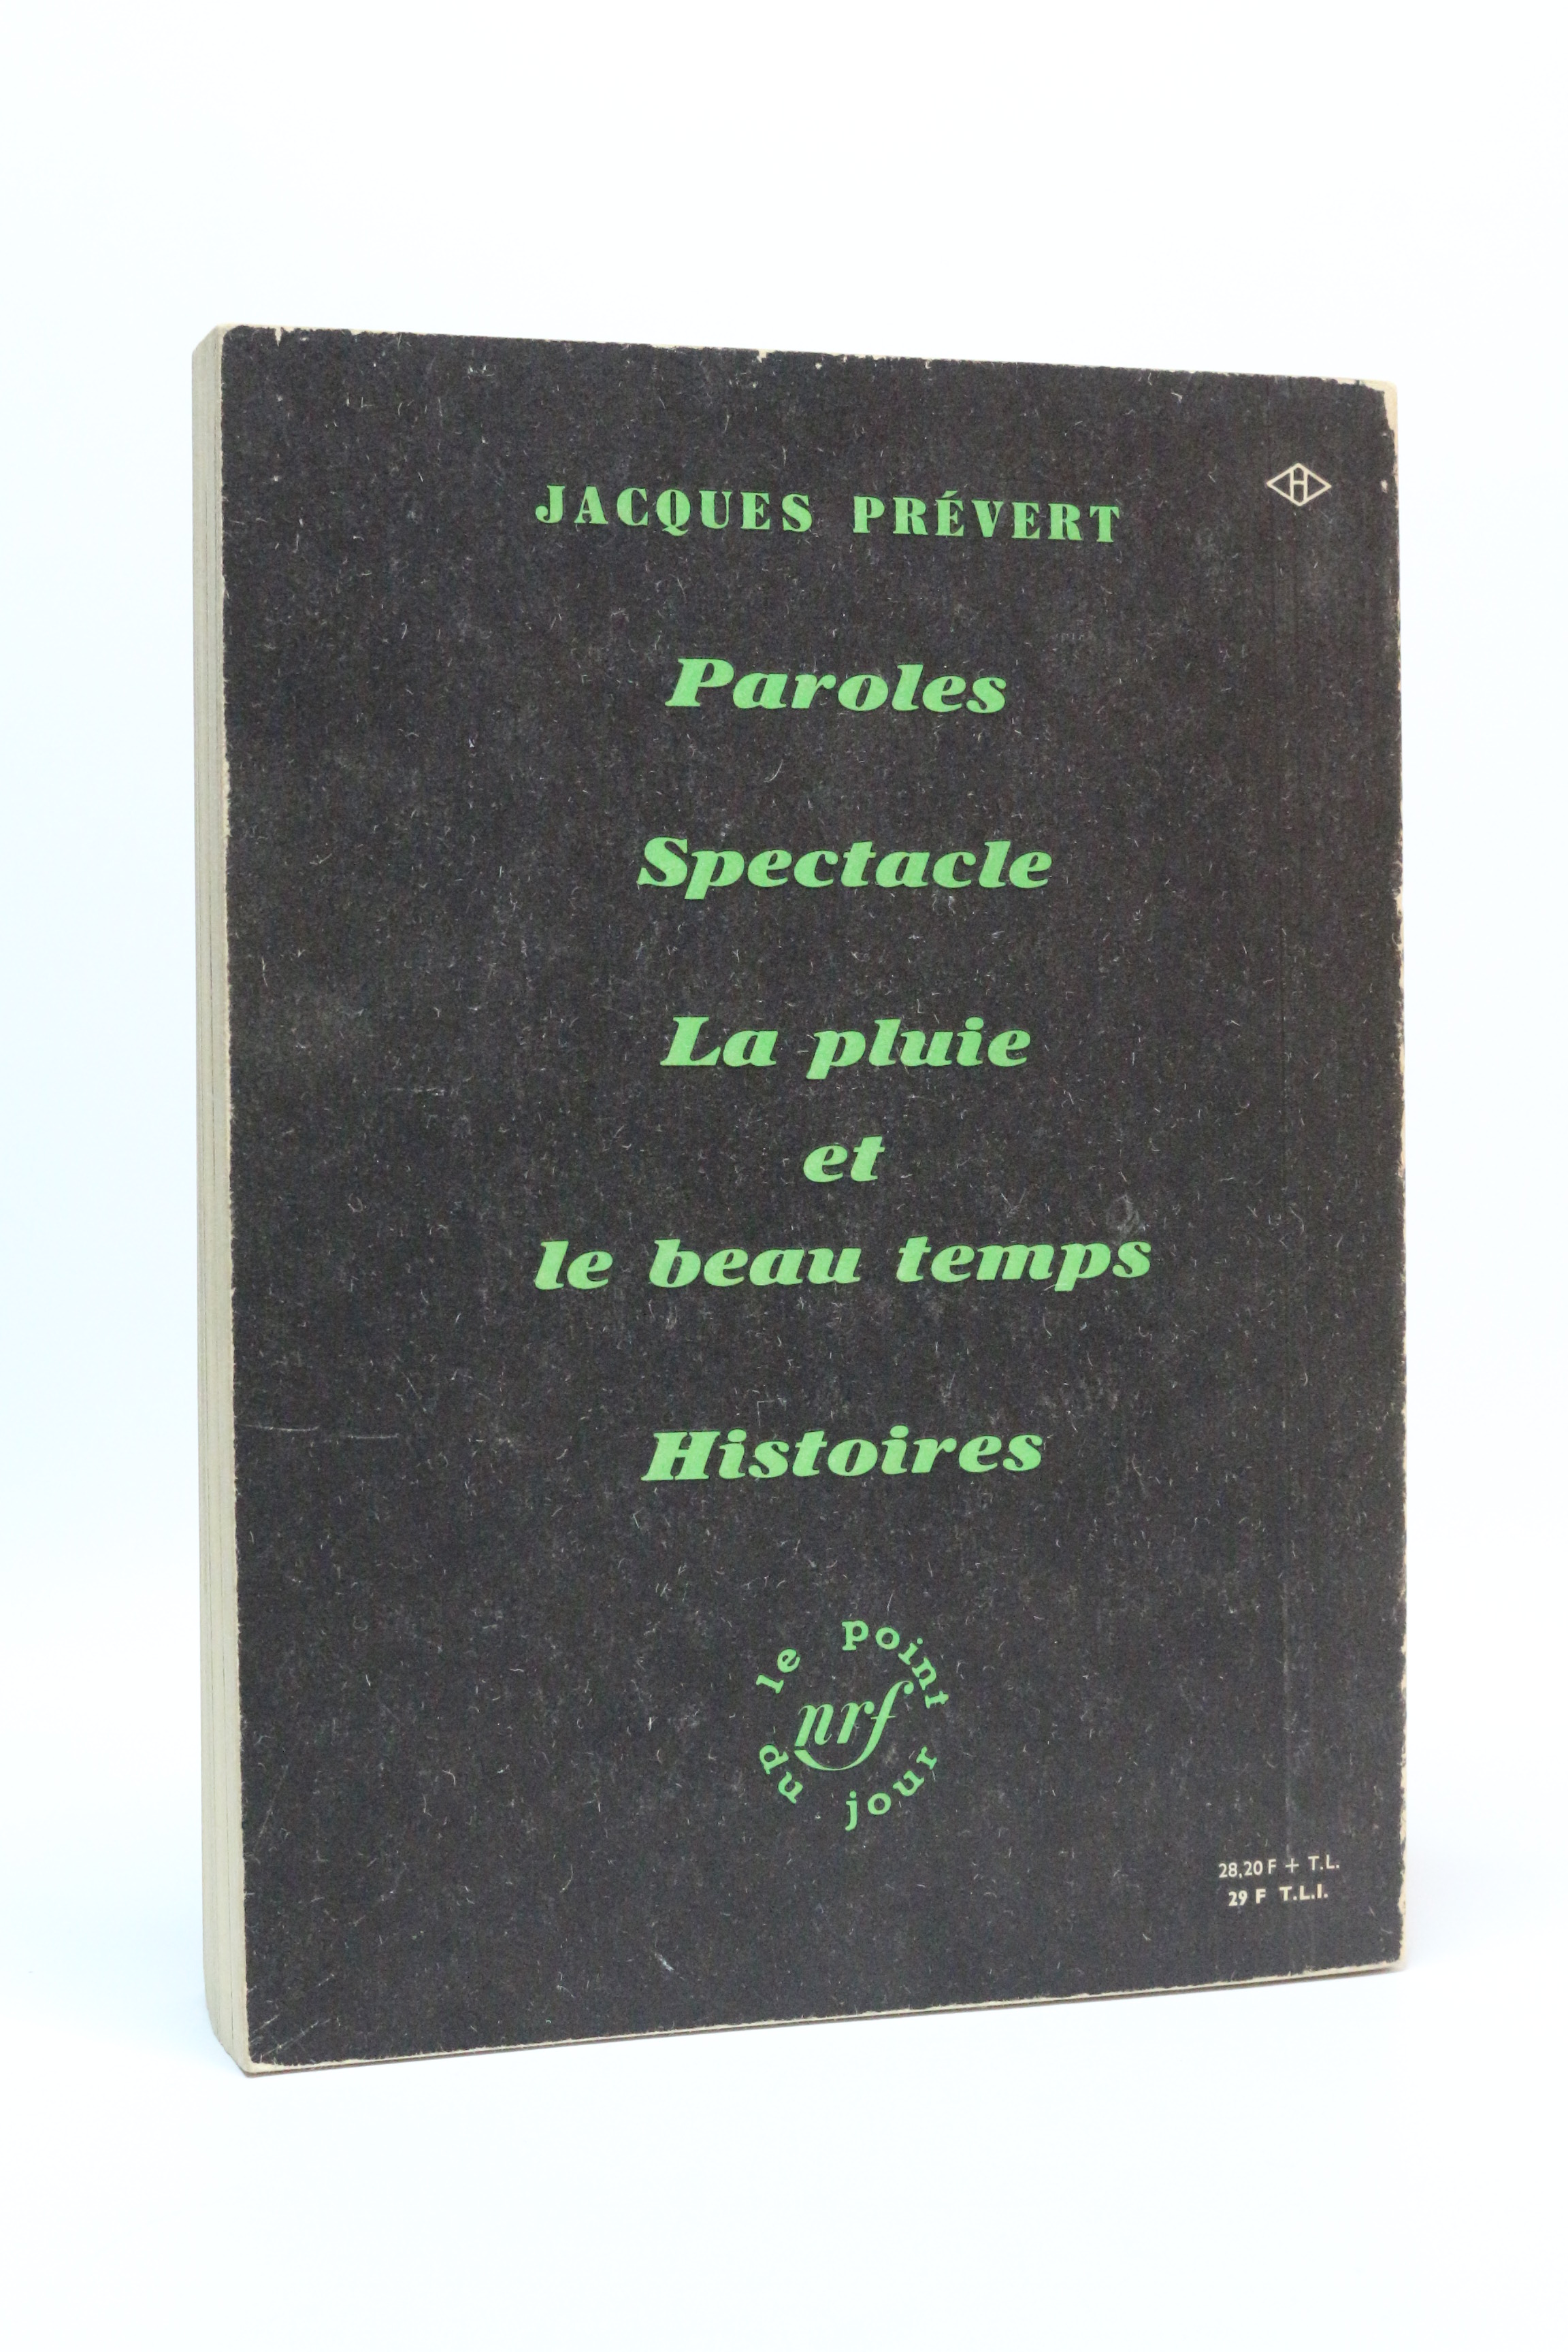 JACQUES PRÉVERT
H
Paroles
Spectacle
La pluie
et
le beau temps
Histoires
le point
nrf
du jour
28,20 F + T.L.
29 F T.L.I.